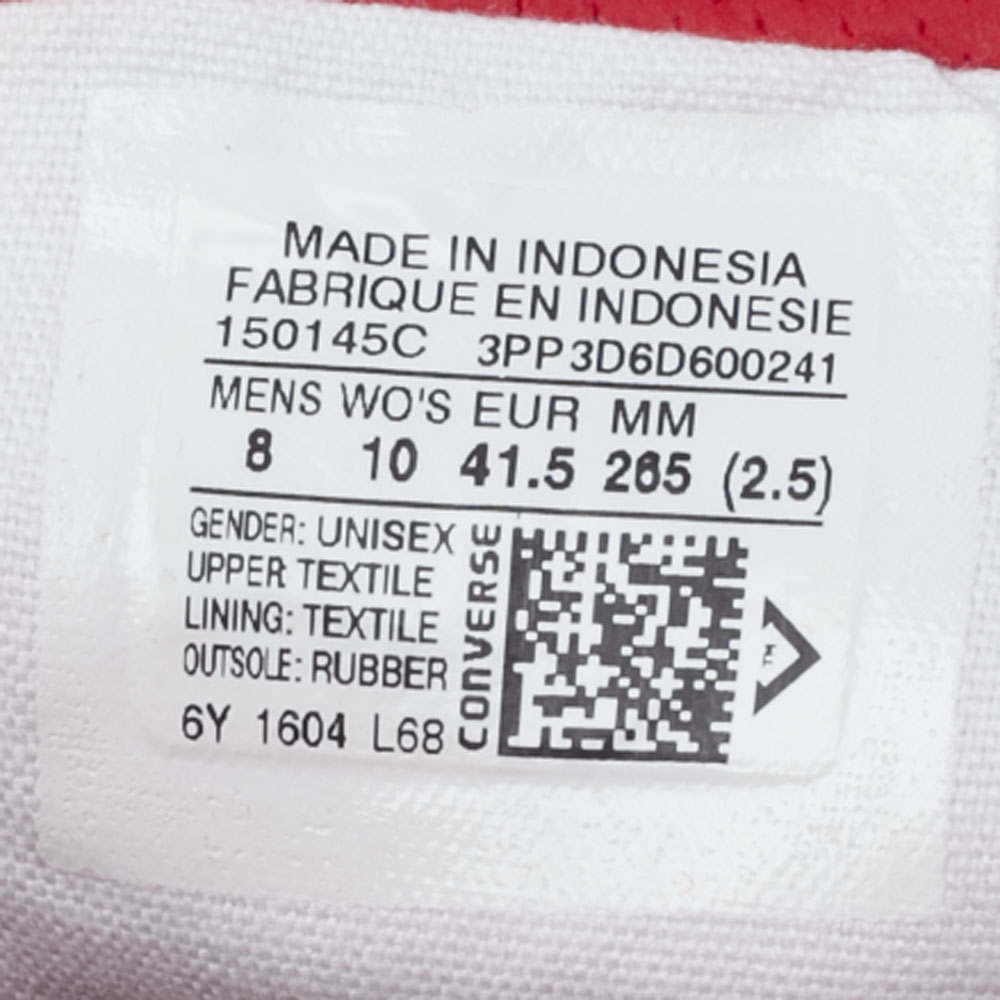 MADE IN INDONESIA
FABRIQUE EN INDONESIE
150145C 3PP3D6D600241
MENS WO'S EUR MM
8 10 41.5 265 (2.5)
GENDER: UNISEX
UPPER TEXTILE
LINING: TEXTILE
OUTSOLE: RUBBER
6Y 1604 L68
CONVERSE